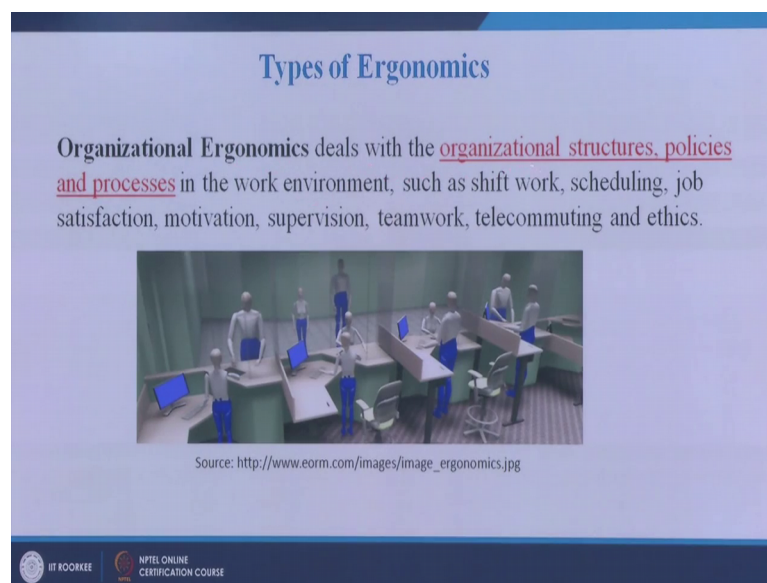 Types of Ergonomics
Organizational Ergonomics deals with the organizational structures, policies
and processes in the work environment, such as shift work, scheduling, job
satisfaction, motivation, supervision, teamwork, telecommuting and ethics.
Source: http://www.eorm.com/images/image_ergonomics.jpg
IIT ROORKEE
NPTEL ONLINE
CERTIFICATION COURSE